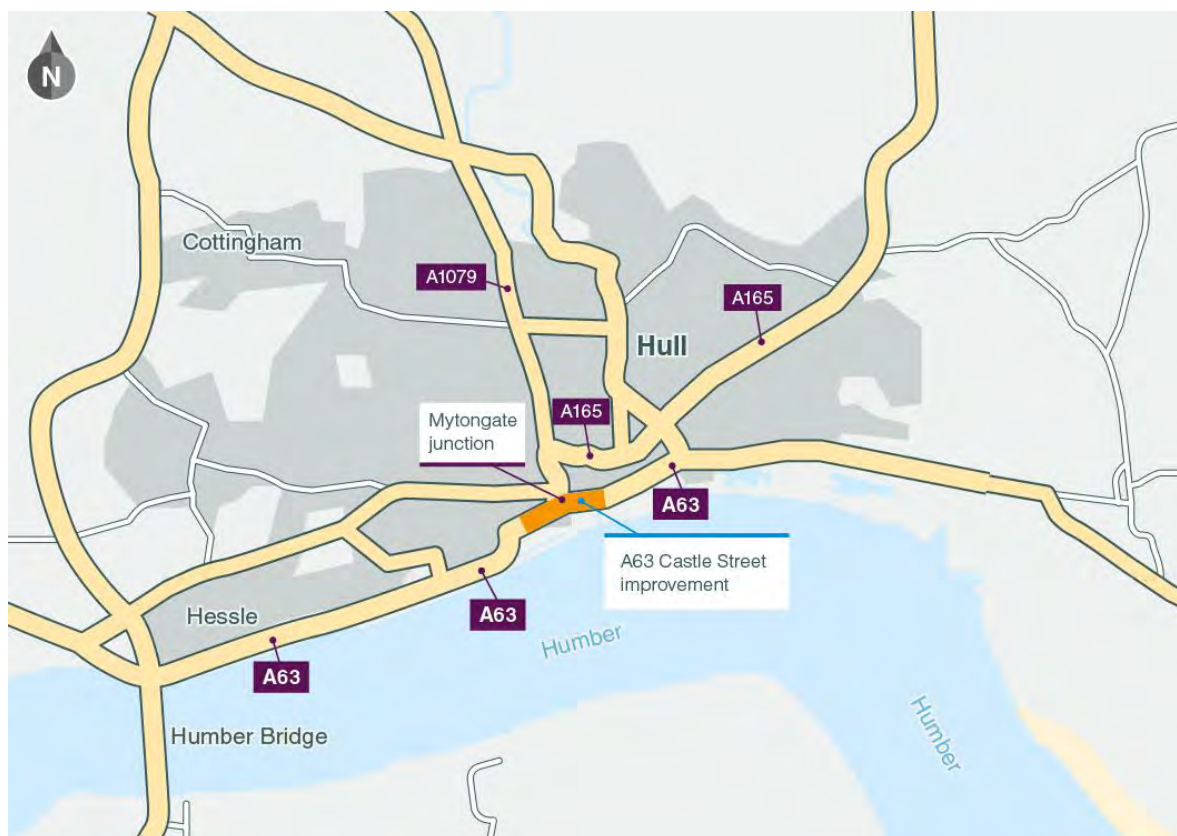 N
Cottingham
A1079
A165
Hull
Mytongate
junction
A165
A63
A63 Castle Street
improvement
A63
Hessle
A63
Humber
Humber Bridge
Humber